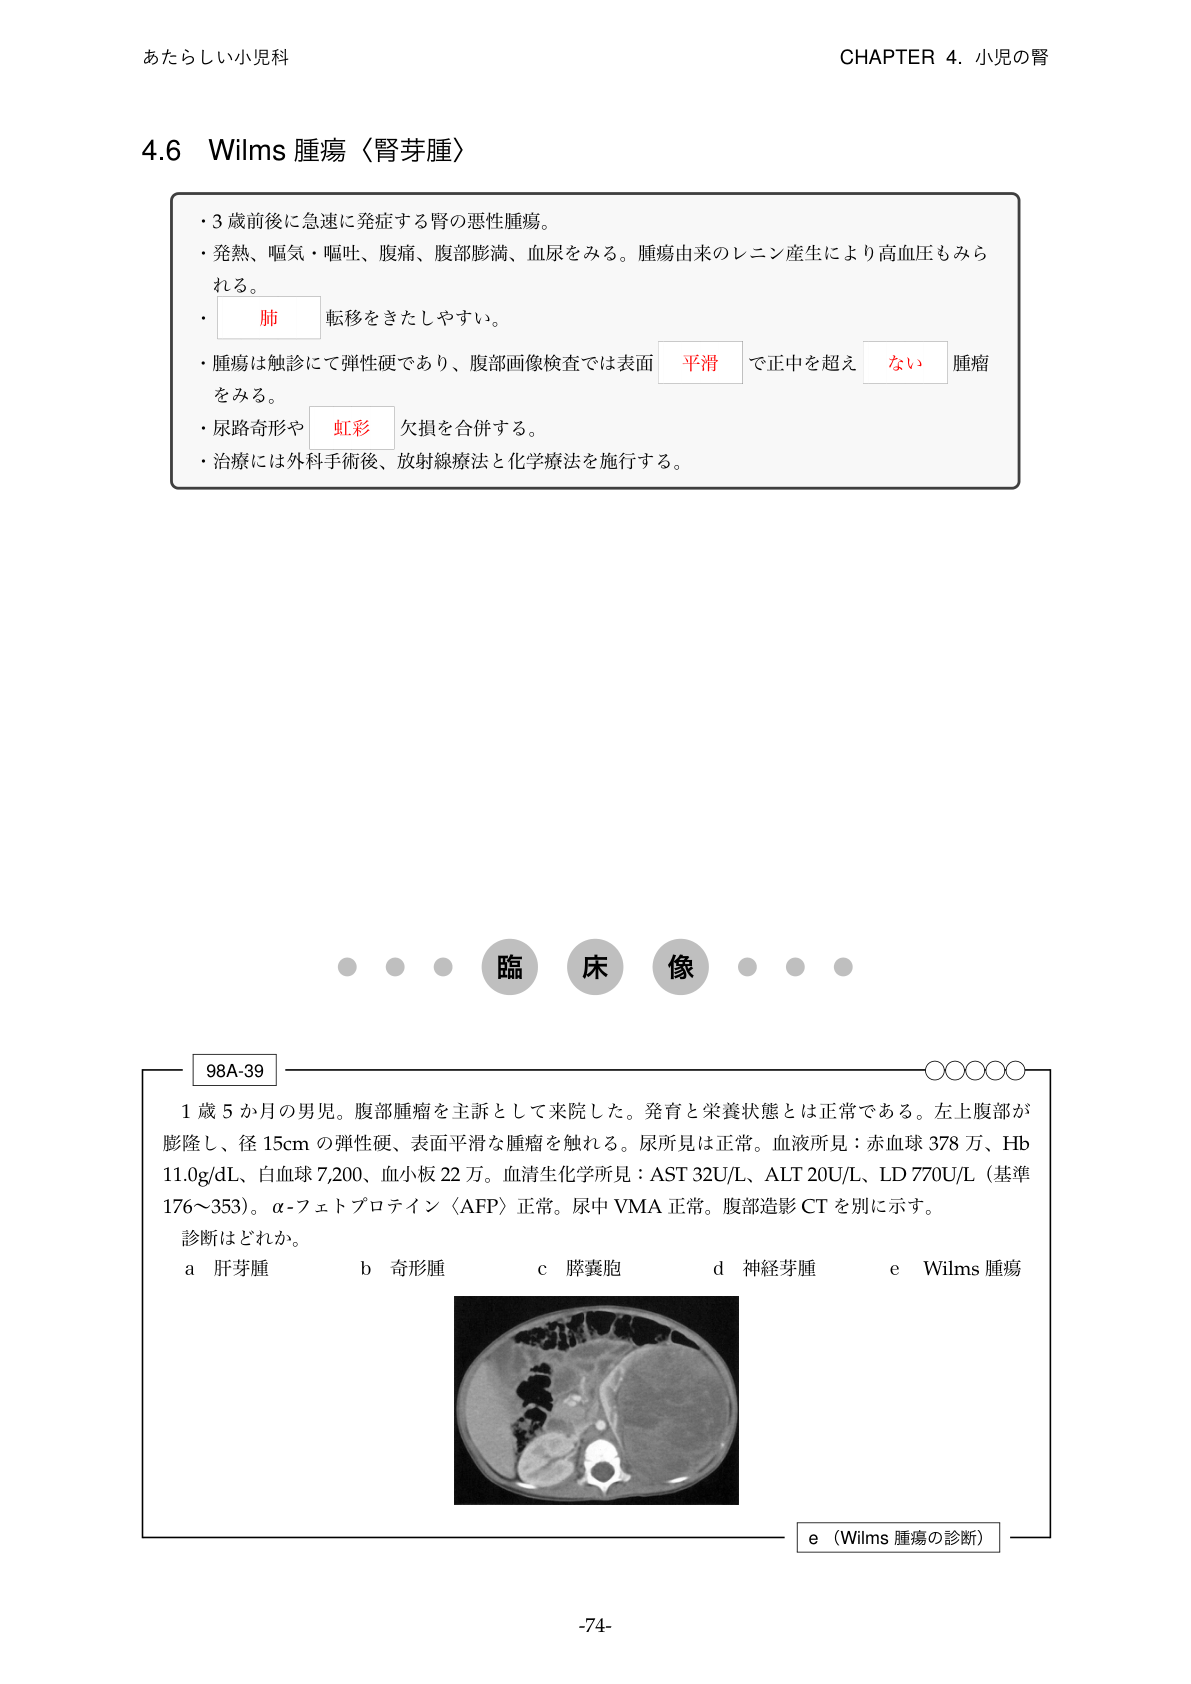 あたらしい小児科
CHAPTER 4. 小児の腎
4.6 Wilms 腫瘍〈腎芽腫〉
・3 歳前後に急速に発症する腎の悪性腫瘍。
・発熱、嘔気・嘔吐、腹痛、腹部膨満、血尿をみる。腫瘍由来のレニン産生により高血圧もみら
れる。
・ 肺 転移をきたしやすい。
・腫瘍は触診にて弾性硬であり、腹部画像検査では表面 平滑 で正中を超え ない 腫瘤
をみる。
・尿路奇形や 虹彩 欠損を合併する。
・治療には外科手術後、放射線療法と化学療法を施行する。
臨床像
98A-39
1 歳 5 か月の男児。腹部腫瘤を主訴として来院した。発育と栄養状態とは正常である。左上腹部が
膨隆し、径 15cm の弾性硬、表面平滑な腫瘤を触れる。尿所見は正常。血液所見：赤血球 378 万、Hb
11.0g/dL、白血球 7,200、血小板 22 万。血清生化学所見：AST 32U/L、ALT 20U/L、LD 770U/L（基準
176〜353）。α-フェトプロテイン〈AFP〉正常。尿中 VMA 正常。腹部造影 CT を別に示す。
診断はどれか。
a 肝芽腫 b 奇形腫 c 膵嚢胞 d 神経芽腫 e Wilms 腫瘍
e （Wilms 腫瘍の診断）
-74-